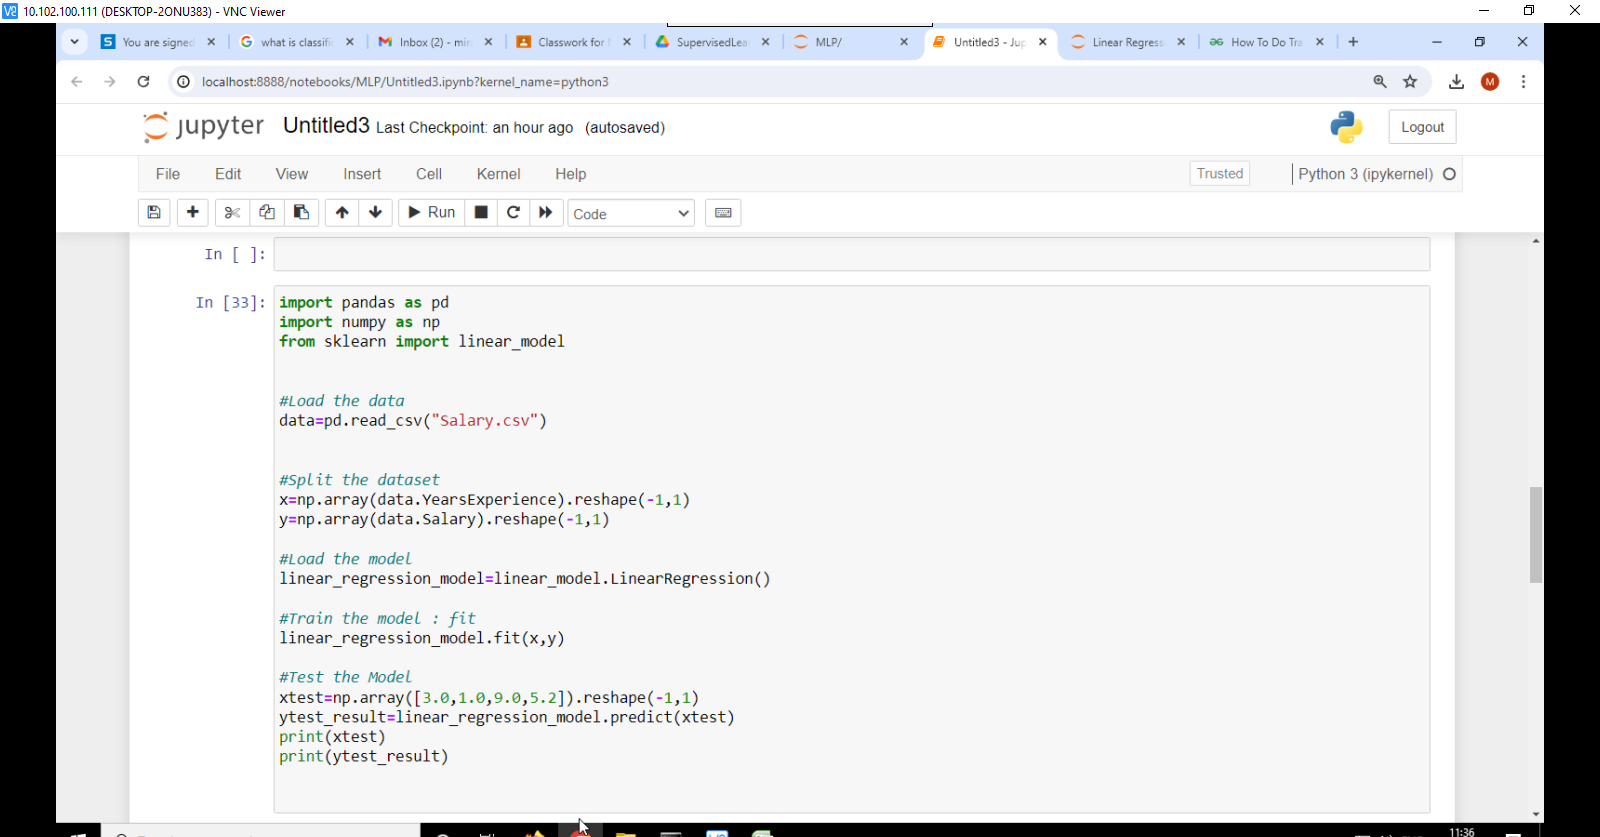 10.102.100.111 (DESKTOP-2ONU383) - VNC Viewer
You are signed
what is classific
Inbox (2) - mir
Classwork for
SupervisedLea
MLP/
Untitled3 - Jup
Linear Regress
How To Do Tra
localhost:8888/notebooks/MLP/Untitled3.ipynb?kernel_name=python3
M
jupyter Untitled3 Last Checkpoint: an hour ago (autosaved)
Logout
File Edit View Insert Cell Kernel Help
Trusted
Python 3 (ipykernel)
Run
Code
In [ ]:
In [33]:
import pandas as pd
import numpy as np
from sklearn import linear_model
#Load the data
data=pd.read_csv("Salary.csv")
#Split the dataset
x=np.array(data.YearsExperience).reshape(-1,1)
y=np.array(data.Salary).reshape(-1,1)
#Load the model
linear_regression_model=linear_model.LinearRegression()
#Train the model : fit
linear_regression_model.fit(x,y)
#Test the Model
xtest=np.array([3.0,1.0,9.0,5.2]).reshape(-1,1)
ytest_result=linear_regression_model.predict(xtest)
print(xtest)
print(ytest_result)
11:36